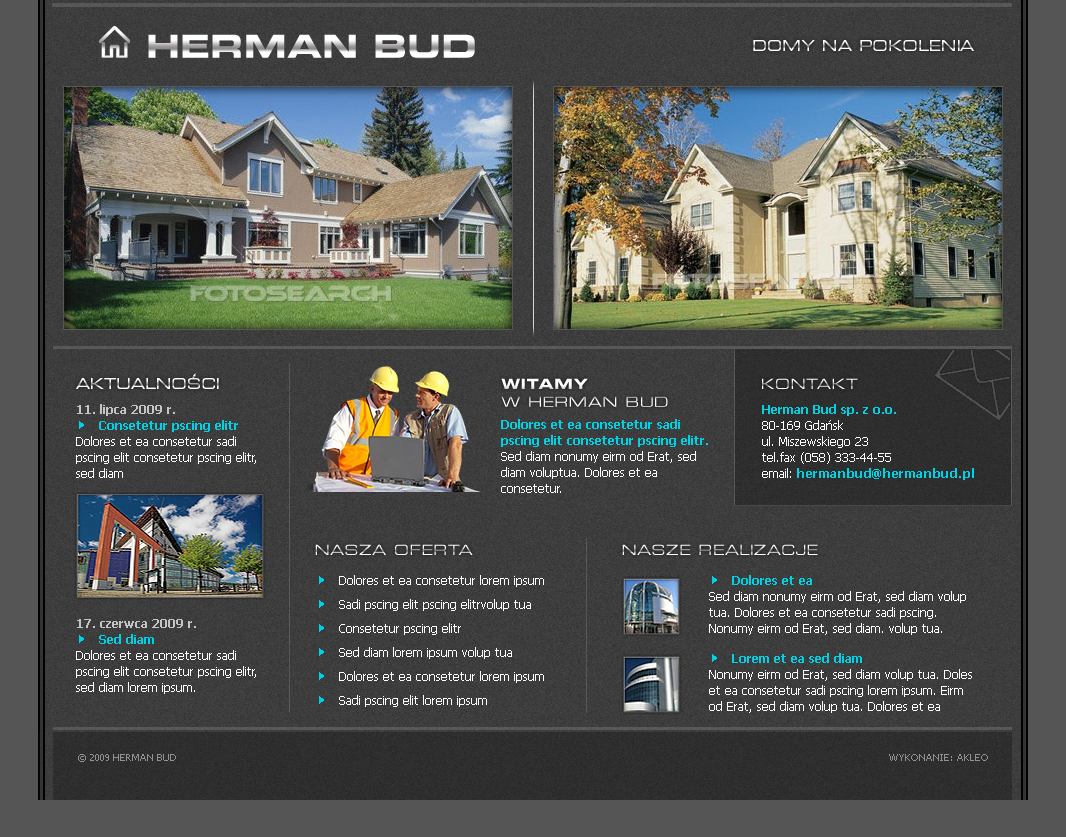 HERMAN BUD
DOMY NA POKOLENIA
FOTOSEARCH
FOTOSEARCH
AKTUALNOŚCI
11. lipca 2009 r.
Consetetur pscing elitr
Dolores et ea consetetur sadi
pscing elit consetetur pscing elitr,
sed diam
17. czerwca 2009 r.
Sed diam
Dolores et ea consetetur sadi
pscing elit consetetur pscing elitr,
sed diam lorem ipsum.
WITAMY
W HERMAN BUD
Dolores et ea consetetur sadi
pscing elit consetetur pscing elitr.
Sed diam nonumy eirm od Erat, sed
diam voluptua. Dolores et ea
consetetur.
KONTAKT
Herman Bud sp. z o.o.
80-169 Gdańsk
ul. Miszewskiego 23
tel.fax (058) 333-44-55
email: hermanbud@hermanbud.pl
NASZA OFERTA
Dolores et ea consetetur lorem ipsum
Sadi pscing elit pscing elitrvolup tua
Consetetur pscing elitr
Sed diam lorem ipsum volup tua
Dolores et ea consetetur lorem ipsum
Sadi pscing elit lorem ipsum
NASZE REALIZACJE
Dolores et ea
Sed diam nonumy eirm od Erat, sed diam volup
tua. Dolores et ea consetetur sadi pscing.
Nonumy eirm od Erat, sed diam. volup tua.
Lorem et ea sed diam
Nonumy eirm od Erat, sed diam volup tua. Doles
et ea consetetur sadi pscing lorem ipsum. Eirm
od Erat, sed diam volup tua. Dolores et ea
© 2009 HERMAN BUD
WYKONANIE: AKLEO